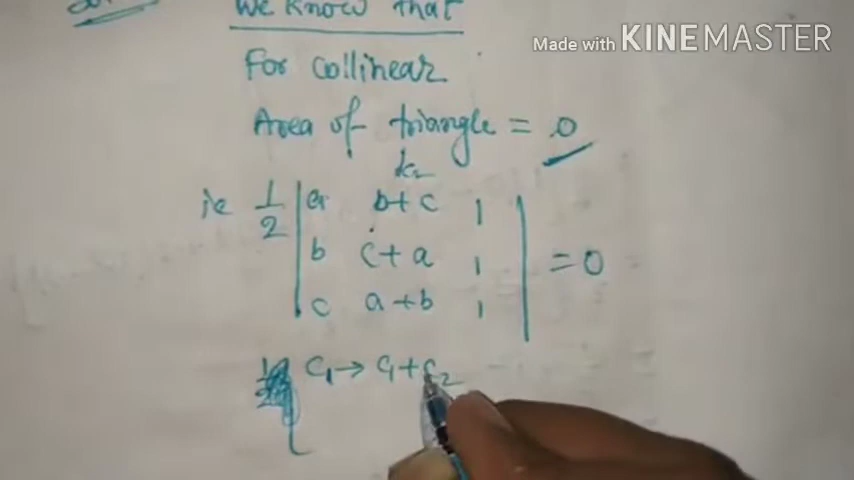 We know that
Made with KINEMASTER
For Collinear
Area of triangle = 0
ie 1/2 | a b+c 1 |
b c+a 1 = 0
c a+b 1
C₁ → C₁+C₂